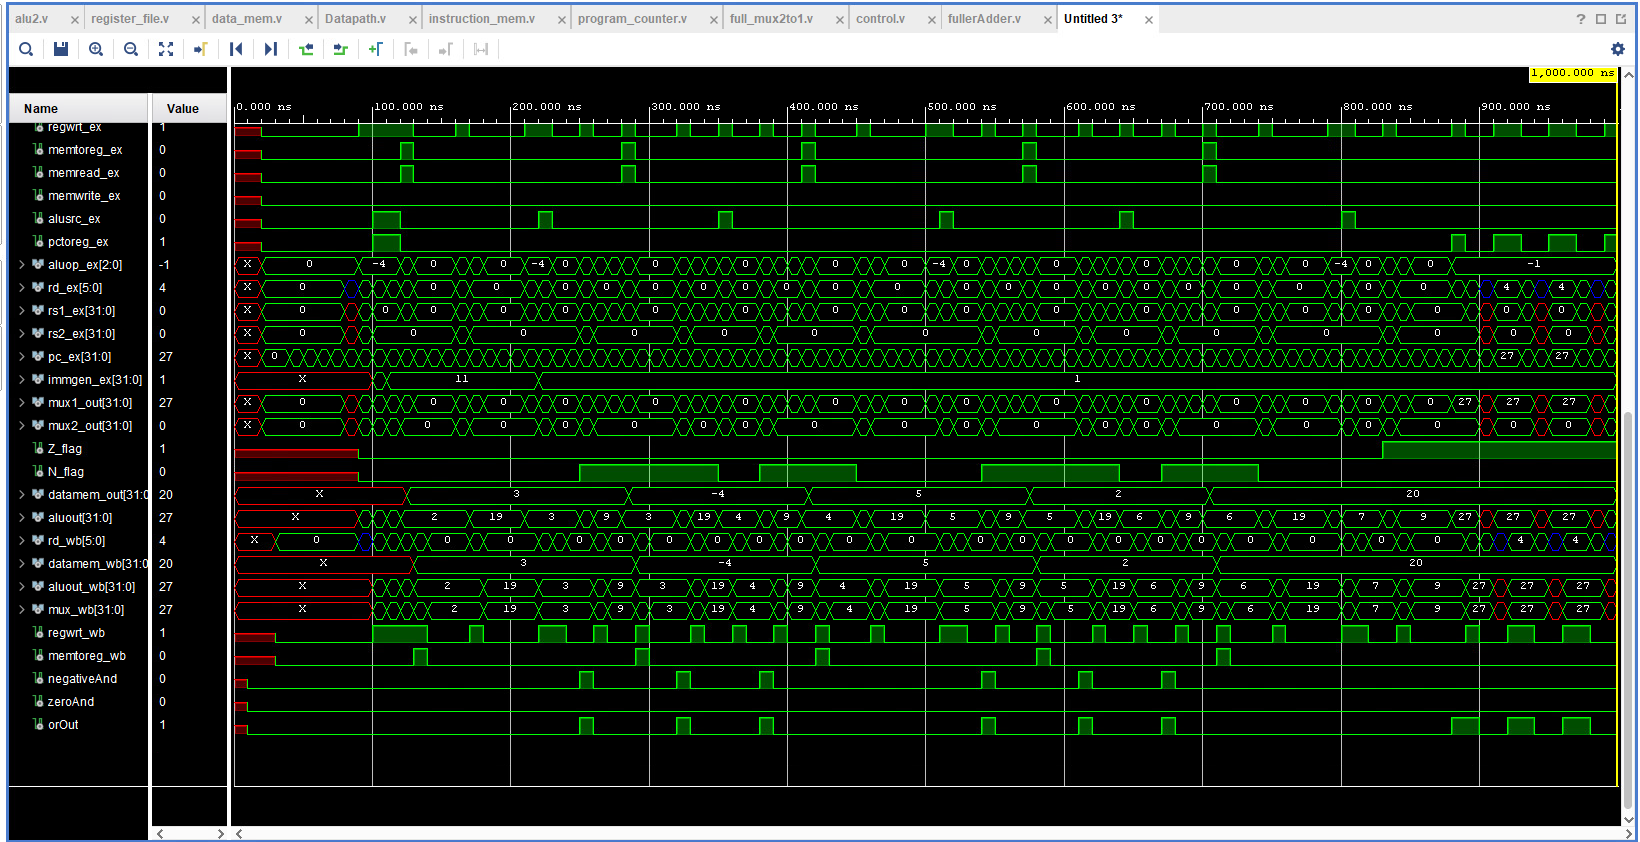 alu2.v × register_file.v × data_mem.v × Datapath.v × instruction_mem.v × program_counter.v × full_mux2to1.v × control.v × fullerAdder.v × Untitled 3* × ?
1,000.000 ns
Name Value 0.000 ns 100.000 ns 200.000 ns 300.000 ns 400.000 ns 500.000 ns 600.000 ns 700.000 ns 800.000 ns 900.000 ns
regwrt_ex 1
memtoreg_ex 0
memread_ex 0
memwrite_ex 0
alusrc_ex 0
pctoreg_ex 1
aluop_ex[2:0] -1 X 0 -4 0 0 -4 0 0 0 0 0 0 0 -4 0 0 0 0 0 0 -4 0 0 -1
rd_ex[5:0] 4 X 0 0 0 0 0 0 0 0 0 0 0 0 0 0 0 0 0 0 0 4 4
rs1_ex[31:0] 0 X 0 0 0 0 0 0 0 0 0 0 0 0 0 0 0 0 0 0 0 0 0 0
rs2_ex[31:0] 0 X 0 0 0 0 0 0 0 0 0 0 0 0
pc_ex[31:0] 27 X 0 27 27
immgen_ex[31:0] 1 X 11 1
mux1_out[31:0] 27 X 0 0 0 0 0 0 0 0 0 0 0 0 0 0 0 0 0 0 0 27 27 27
mux2_out[31:0] 0 X 0 0 0 0 0 0 0 0 0 0 0 0 0 0 0 0 0 0 0 0 0
Z_flag 1
N_flag 0
datamem_out[31:0 20 X 3 -4 5 2 20
aluout[31:0] 27 X 2 19 3 9 3 19 4 9 4 19 5 9 5 19 6 9 6 19 7 9 27 27 27
rd_wb[5:0] 4 X 0 0 0 0 0 0 0 0 0 0 0 0 0 0 0 0 0 0 0 0 4 4
datamem_wb[31:0 20 X 3 -4 5 2 20
aluout_wb[31:0] 27 X 2 19 3 9 3 19 4 9 4 19 5 9 5 19 6 9 6 19 7 9 27 27 27
mux_wb[31:0] 27 X 2 19 3 9 3 19 4 9 4 19 5 9 5 19 6 9 6 19 7 9 27 27 27
regwrt_wb 1
memtoreg_wb 0
negativeAnd 0
zeroAnd 0
orOut 1